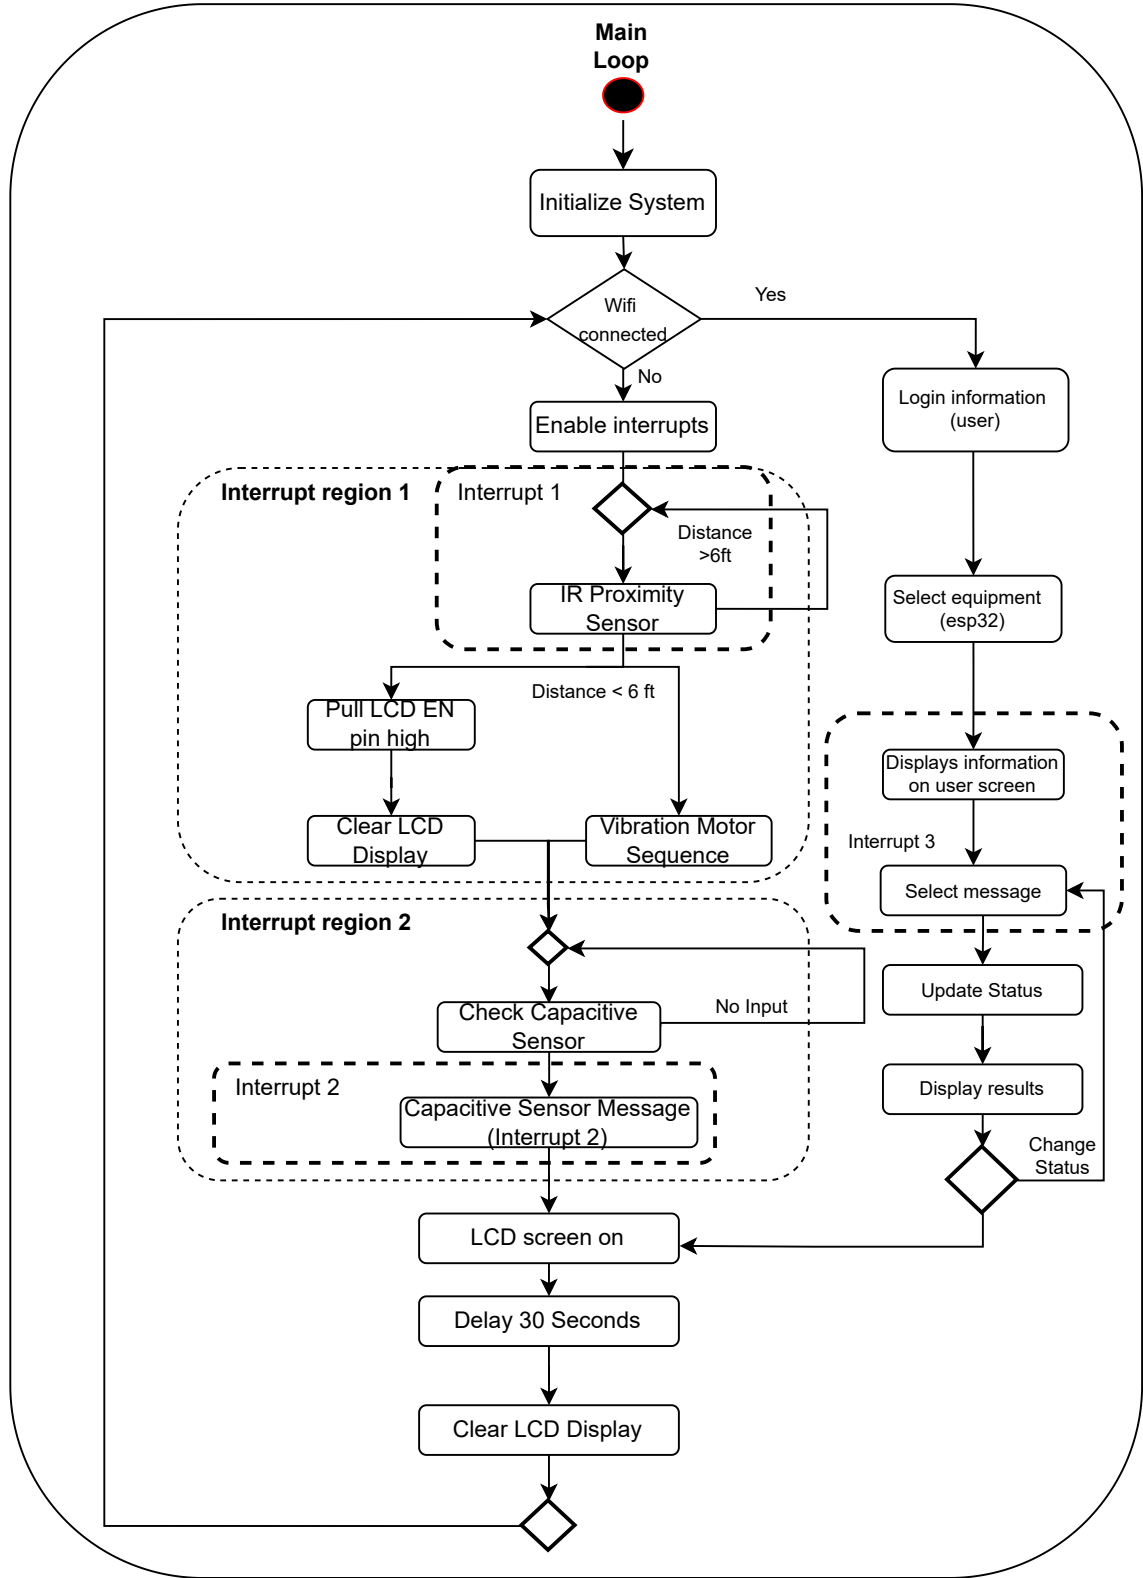 Main
Loop
Initialize System
Wifi
connected
Yes
No
Login information
(user)
Enable interrupts
Interrupt region 1
Interrupt 1
Distance
>6ft
IR Proximity
Sensor
Select equipment
(esp32)
Distance < 6 ft
Pull LCD EN
pin high
Displays information
on user screen
Clear LCD
Display
Vibration Motor
Sequence
Interrupt 3
Select message
Interrupt region 2
Update Status
Check Capacitive
Sensor
No Input
Interrupt 2
Capacitive Sensor Message
(Interrupt 2)
Display results
Change
Status
LCD screen on
Delay 30 Seconds
Clear LCD Display